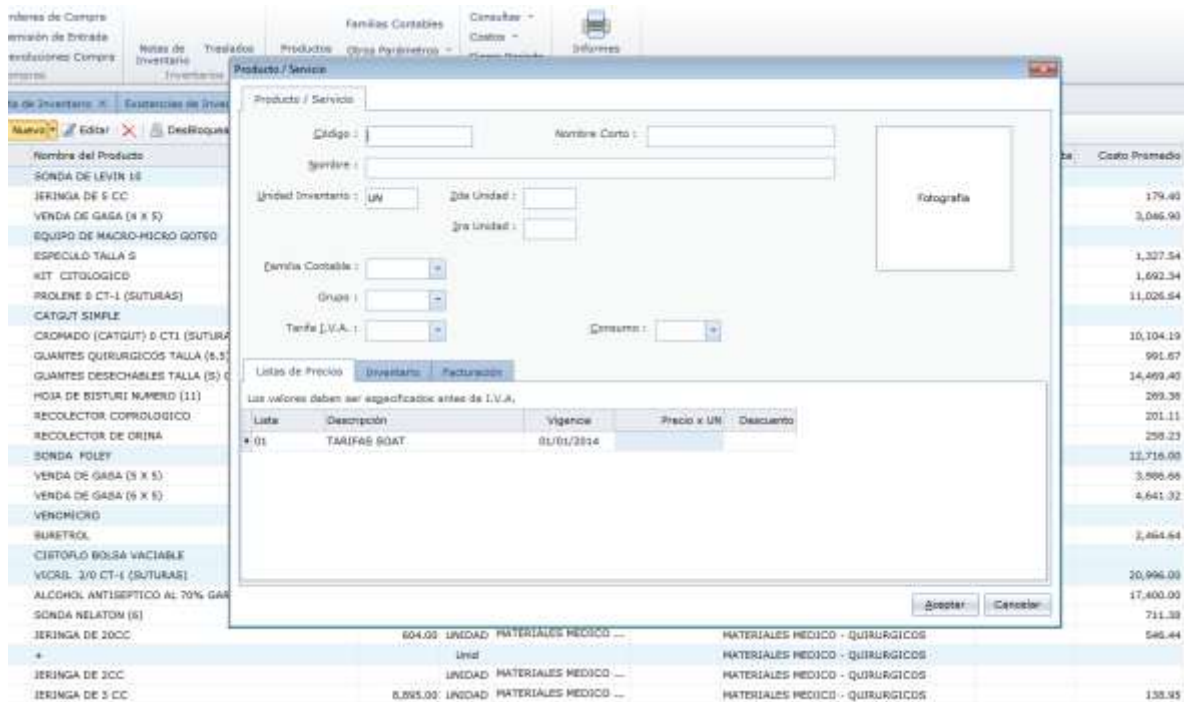 Ordenes de Compra
Familias Contables
Consultas
Remisión de Entrada
Costos
Devoluciones Compra
Notas de Inventario
Traslados
Productos
Otros Parámetros
Informes
Inventarios
Producto / Servicio
Producto / Servicio
Nuevo Editar DesBloquea
Código :
Nombre Corto :
Nombre :
Unidad Inventario : UN
2da Unidad :
3ra Unidad :
Fotografía
Familia Contable :
Grupo :
Tarifa I.V.A. :
Consumo :
Listas de Precios Inventario Facturación
Los valores deben ser especificados antes de I.V.A.
Lista Descripción Vigencia Precio x UN Descuento
01 TARIFAS SOAT 01/01/2014
Aceptar Cancelar
Nombre del Producto Costo Promedio
SONDA DE LEVIN 16
JERINGA DE 5 CC 179.40
VENDA DE GASA (4 X 5) 3,046.90
EQUIPO DE MACRO-MICRO GOTEO
ESPECULO TALLA S 1,327.54
KIT CITOLOGICO 1,692.34
PROLENE 0 CT-1 (SUTURAS) 11,026.64
CATGUT SIMPLE
CROMADO (CATGUT) 0 CT1 (SUTURA 10,104.19
GUANTES QUIRURGICOS TALLA (6.5) 991.67
GUANTES DESECHABLES TALLA (S) 14,469.40
HOJA DE BISTURI NUMERO (11) 269.38
RECOLECTOR COPROLOGICO 201.11
RECOLECTOR DE ORINA 258.23
SONDA FOLEY 12,716.00
VENDA DE GASA (5 X 5) 3,886.66
VENDA DE GASA (6 X 5) 4,641.32
VENOMICRO
BURETROL 2,464.64
CISTOFLO BOLSA VACIABLE
VICRIL 2/0 CT-1 (SUTURAS) 20,996.00
ALCOHOL ANTISEPTICO AL 70% GAR 17,400.00
SONDA NELATON (6) 711.38
JERINGA DE 20CC 604.00 UNIDAD MATERIALES MEDICO ... MATERIALES MEDICO - QUIRURGICOS 546.44
+ Unid MATERIALES MEDICO - QUIRURGICOS
JERINGA DE 2CC UNIDAD MATERIALES MEDICO ... MATERIALES MEDICO - QUIRURGICOS
JERINGA DE 3 CC 8,895.00 UNIDAD MATERIALES MEDICO ... MATERIALES MEDICO - QUIRURGICOS 138.95